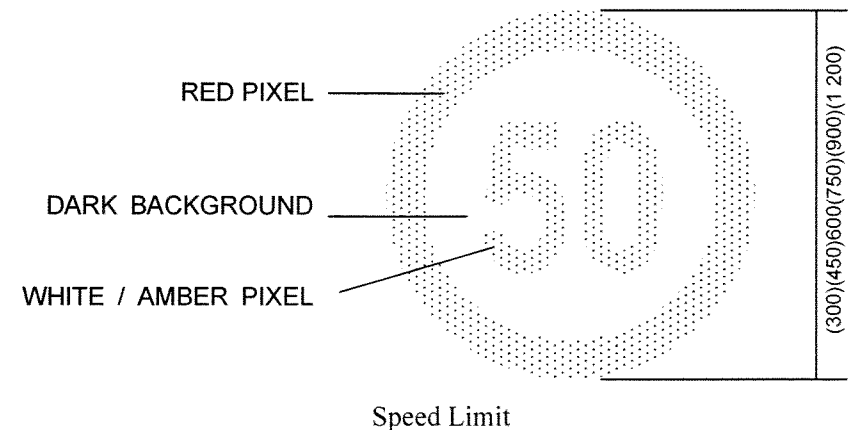 RED PIXEL
50
DARK BACKGROUND
WHITE / AMBER PIXEL
(300)(450)600(750)(900)(1 200)
Speed Limit